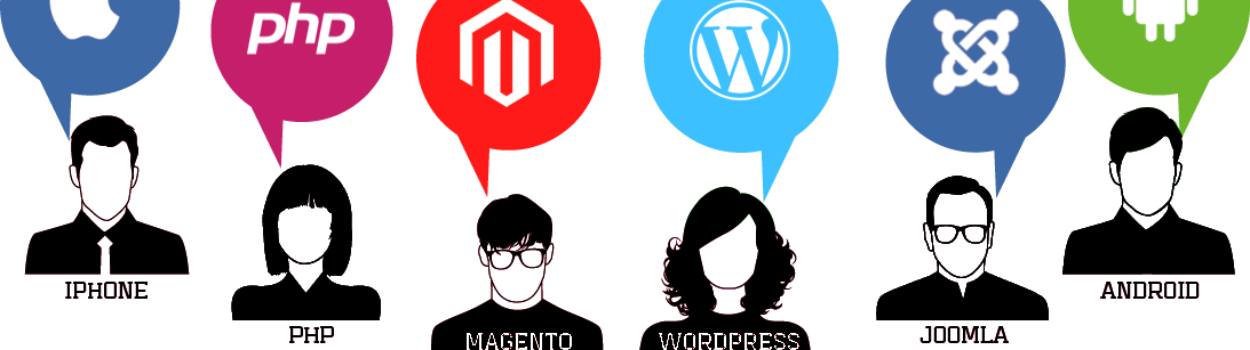 php
IPHONE
PHP
MAGENTO
WORDPRESS
JOOMLA
ANDROID